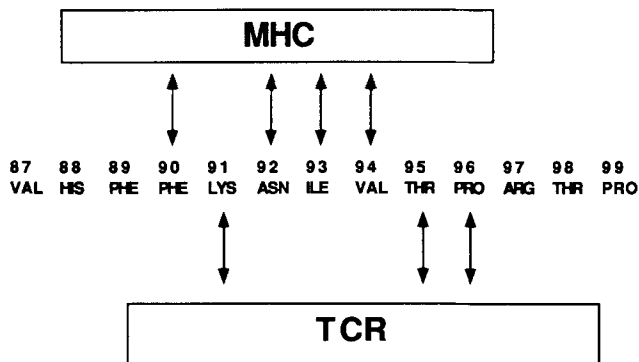 MHC
87 88 89 90 91 92 93 94 95 96 97 98 99
VAL HIS PHE PHE LYS ASN ILE VAL THR PRO ARG THR PRO
TCR